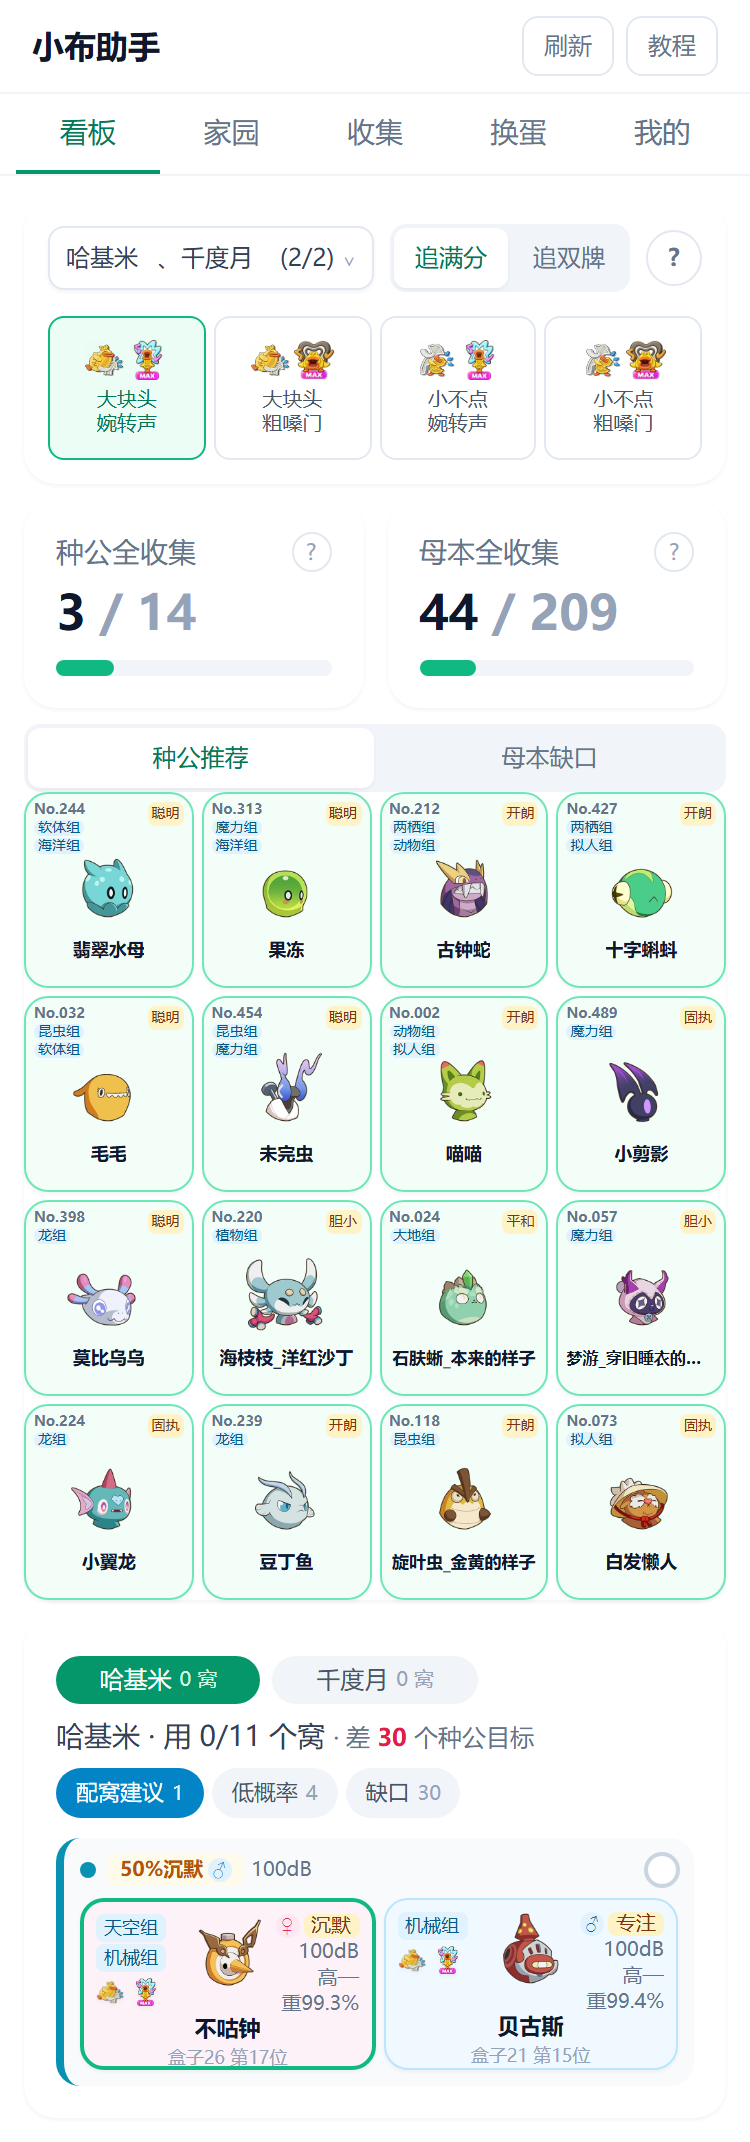 小布助手
刷新 教程
看板 家园 收集 换蛋 我的
哈基米 、千度月 (2/2) 追满分 追双牌 ?
MAX MAX MAX MAX
大块头 大块头 小不点 小不点
婉转声 粗嗓门 婉转声 粗嗓门
种公全收集 ? 母本全收集 ?
3 / 14 44 / 209
种公推荐 母本缺口
No.244 聪明 No.313 聪明 No.212 开朗 No.427 开朗
软体组 魔力组 两栖组 两栖组
海洋组 海洋组 动物组 拟人组
翡翠水母 果冻 古钟蛇 十字蝌蚪
No.032 聪明 No.454 聪明 No.002 开朗 No.489 固执
昆虫组 昆虫组 动物组 魔力组
软体组 魔力组 拟人组
毛毛 未完虫 喵喵 小剪影
No.398 聪明 No.220 胆小 No.024 平和 No.057 胆小
龙组 植物组 大地组 魔力组
莫比乌乌 海枝枝_洋红沙丁 石肤蜥_本来的样子 梦游_穿旧睡衣的...
No.224 固执 No.239 开朗 No.118 开朗 No.073 固执
龙组 龙组 昆虫组 拟人组
小翼龙 豆丁鱼 旋叶虫_金黄的样子 白发懒人
哈基米 0 窝 千度月 0 窝
哈基米 · 用 0/11 个窝 · 差 30 个种公目标
配窝建议 1 低概率 4 缺口 30
50%沉默 ♂ 100dB
天空组 ♀ 沉默 机械组 ♂ 专注
机械组 100dB 100dB
高— 高—
MAX 重99.3% MAX 重99.4%
不咕钟 贝古斯
盒子26 第17位 盒子21 第15位